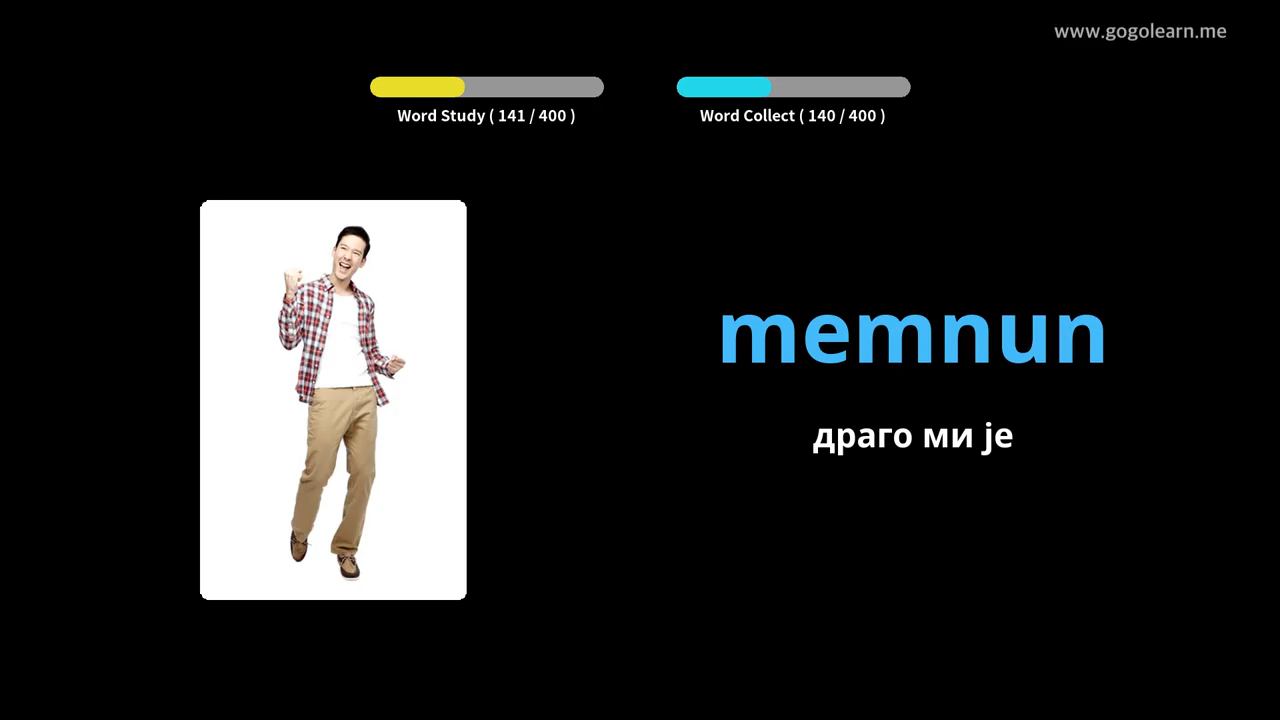 www.gogolearn.me
Word Study ( 141 / 400 )
Word Collect ( 140 / 400 )
memnun
драго ми је